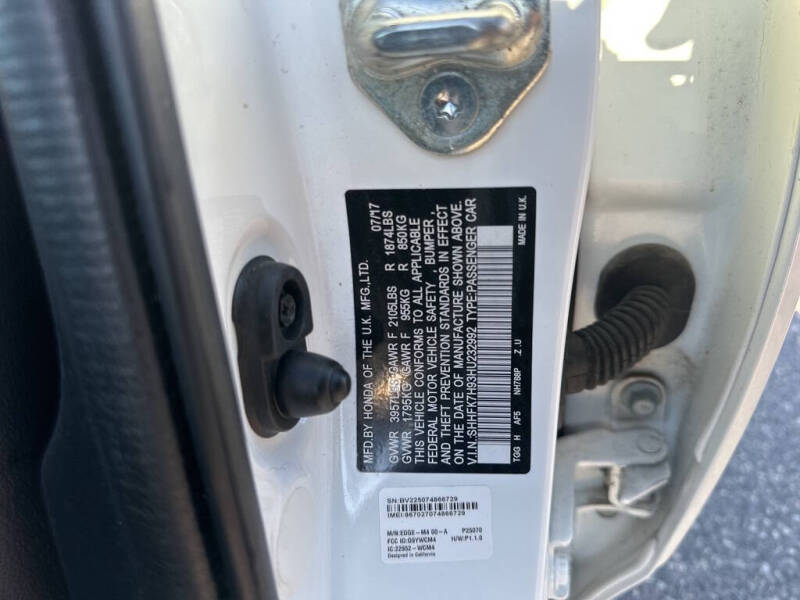 MFD.BY HONDA OF THE U.K. MFG.,LTD. 07/17
GVWR 3957LBS GAWR F 2105LBS R 1874LBS
GVWR 1795KG GAWR F 955KG R 850KG
THIS VEHICLE CONFORMS TO ALL APPLICABLE
FEDERAL MOTOR VEHICLE SAFETY , BUMPER ,
AND THEFT PREVENTION STANDARDS IN EFFECT
ON THE DATE OF MANUFACTURE SHOWN ABOVE.
V.I.N.:SHHFK7H93HU232992 TYPE:PASSENGER CAR
TGG H AF5 NH788P .Z.U
MADE IN U.K.
SN:BV225074866729
IMEI:867027074866729
M/N:EDGE-M4 00-A P25070
FCC ID:O9YWCM4 H/W:P1.1.0
IC:22952-WCM4
Designed in California